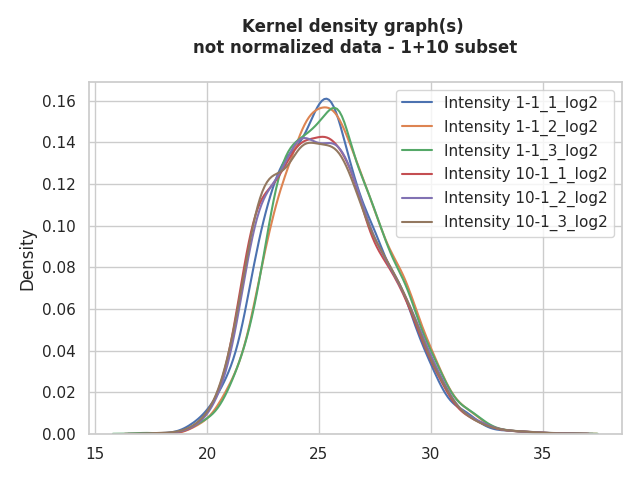 Kernel density graph(s)
not normalized data - 1+10 subset
Intensity 1-1_1_log2
Intensity 1-1_2_log2
Intensity 1-1_3_log2
Intensity 10-1_1_log2
Intensity 10-1_2_log2
Intensity 10-1_3_log2
Density
0.16
0.14
0.12
0.10
0.08
0.06
0.04
0.02
0.00
15 20 25 30 35